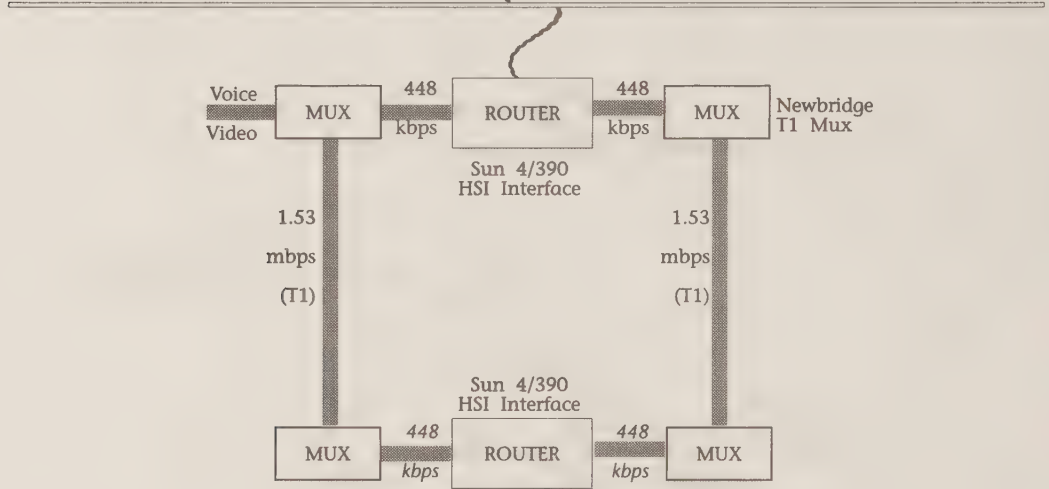 Voice
Video
MUX
448
kbps
ROUTER
448
kbps
MUX
Newbridge
T1 Mux
Sun 4/390
HSI Interface
1.53
mbps
(T1)
1.53
mbps
(T1)
Sun 4/390
HSI Interface
MUX
448
kbps
ROUTER
448
kbps
MUX